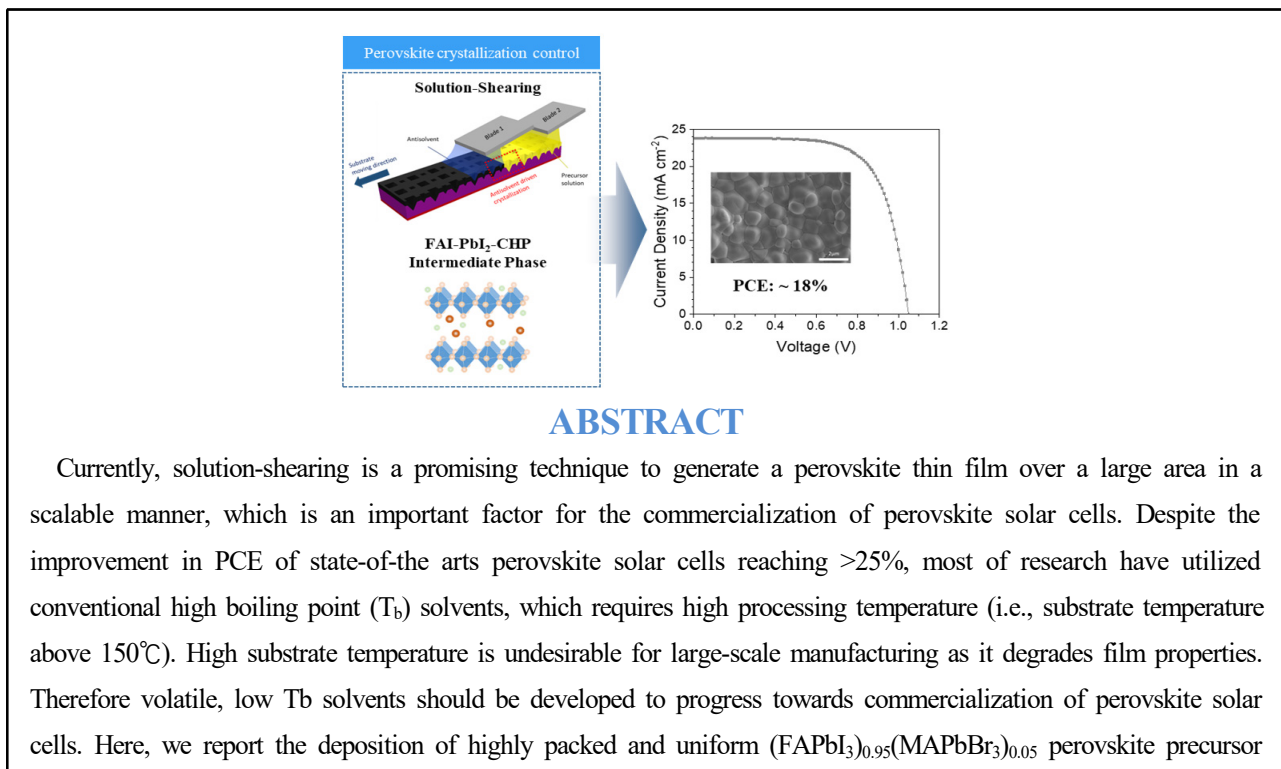 Perovskite crystallization control
Solution-Shearing
Blade 1
Blade 2
Antisolvent
Substrate
moving direction
Precursor
solution
Antisolvent driven
crystallization
FAI-PbI₂-CHP
Intermediate Phase
Current Density (mA cm⁻²)
25
20
15
10
5
0
2um
PCE: ~ 18%
0.0 0.2 0.4 0.6 0.8 1.0 1.2
Voltage (V)
ABSTRACT
Currently, solution-shearing is a promising technique to generate a perovskite thin film over a large area in a
scalable manner, which is an important factor for the commercialization of perovskite solar cells. Despite the
improvement in PCE of state-of-the arts perovskite solar cells reaching >25%, most of research have utilized
conventional high boiling point (T_b) solvents, which requires high processing temperature (i.e., substrate temperature
above 150℃). High substrate temperature is undesirable for large-scale manufacturing as it degrades film properties.
Therefore volatile, low Tb solvents should be developed to progress towards commercialization of perovskite solar
cells. Here, we report the deposition of highly packed and uniform (FAPbI₃)₀.₉₅(MAPbBr₃)₀.₀₅ perovskite precursor